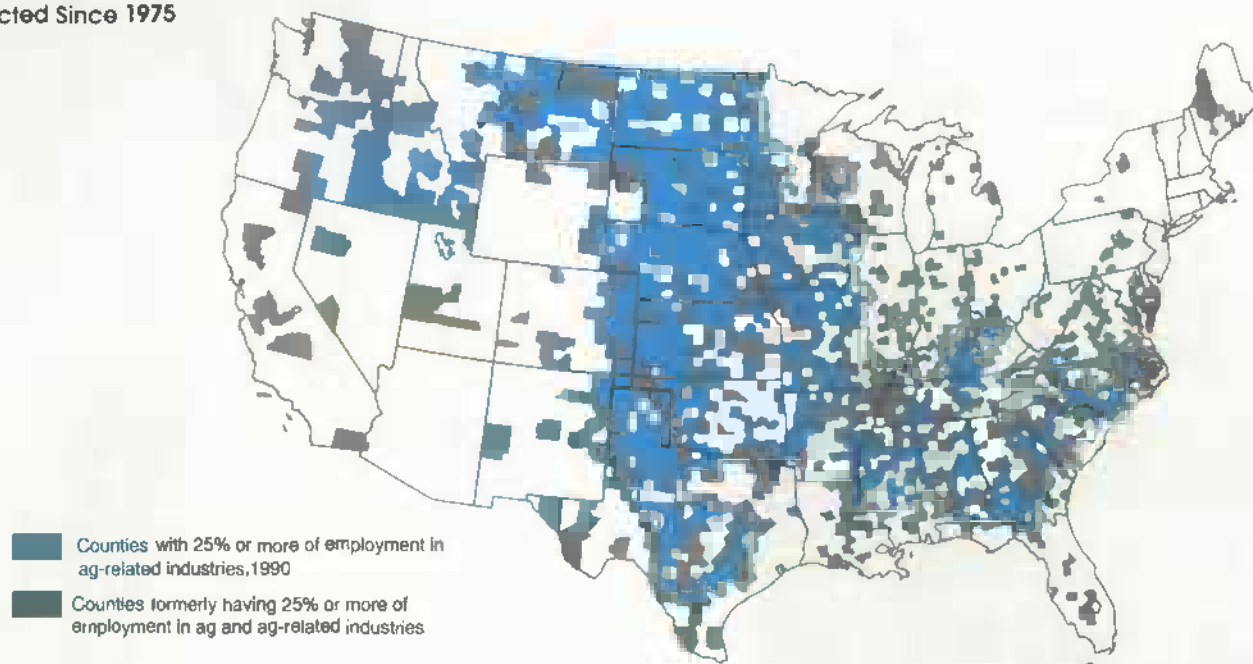 cted Since 1975
Counties with 25% or more of employment in
ag-related industries,1990
Counties formerly having 25% or more of
employment in ag and ag-related industries